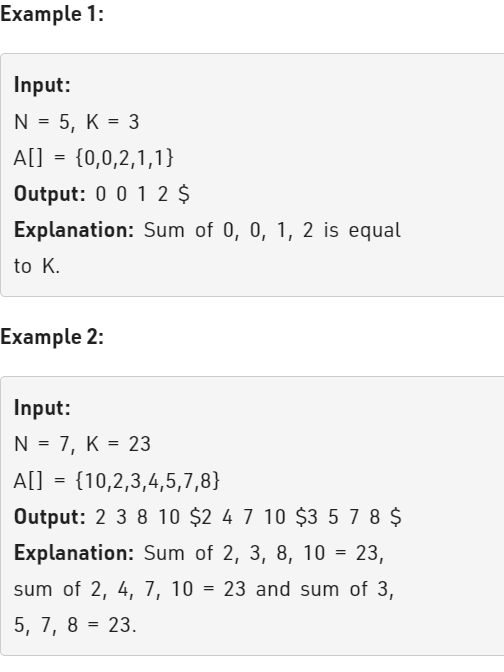 Example 1:
Input:
N = 5, K = 3
A[] = {0,0,2,1,1}
Output: 0 0 1 2 $
Explanation: Sum of 0, 0, 1, 2 is equal
to K.
Example 2:
Input:
N = 7, K = 23
A[] = {10,2,3,4,5,7,8}
Output: 2 3 8 10 $2 4 7 10 $3 5 7 8 $
Explanation: Sum of 2, 3, 8, 10 = 23,
sum of 2, 4, 7, 10 = 23 and sum of 3,
5, 7, 8 = 23.